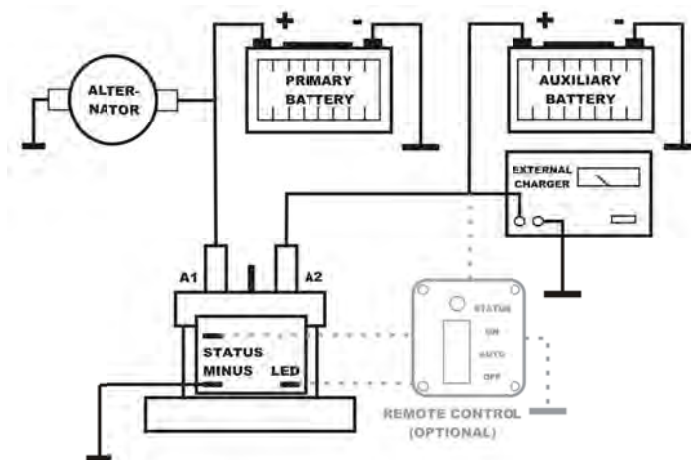 + -
+ -
ALTER-
NATOR
PRIMARY
BATTERY
AUXILIARY
BATTERY
EXTERNAL
CHARGER
A1
A2
STATUS
ON
AUTO
OFF
STATUS
MINUS LED
REMOTE CONTROL
(OPTIONAL)